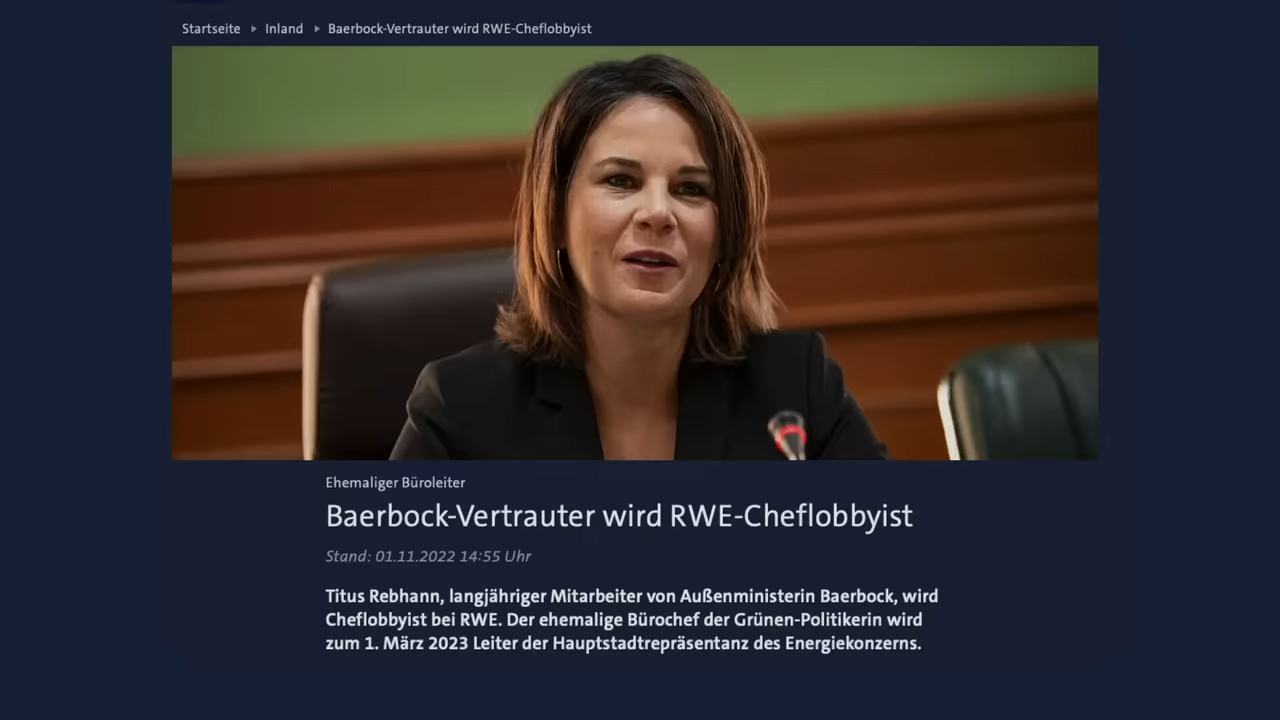 Startseite ▸ Inland ▸ Baerbock-Vertrauter wird RWE-Cheflobbyist
Ehemaliger Büroleiter
Baerbock-Vertrauter wird RWE-Cheflobbyist
Stand: 01.11.2022 14:55 Uhr
Titus Rebhann, langjähriger Mitarbeiter von Außenministerin Baerbock, wird
Cheflobbyist bei RWE. Der ehemalige Bürochef der Grünen-Politikerin wird
zum 1. März 2023 Leiter der Hauptstadtrepräsentanz des Energiekonzerns.